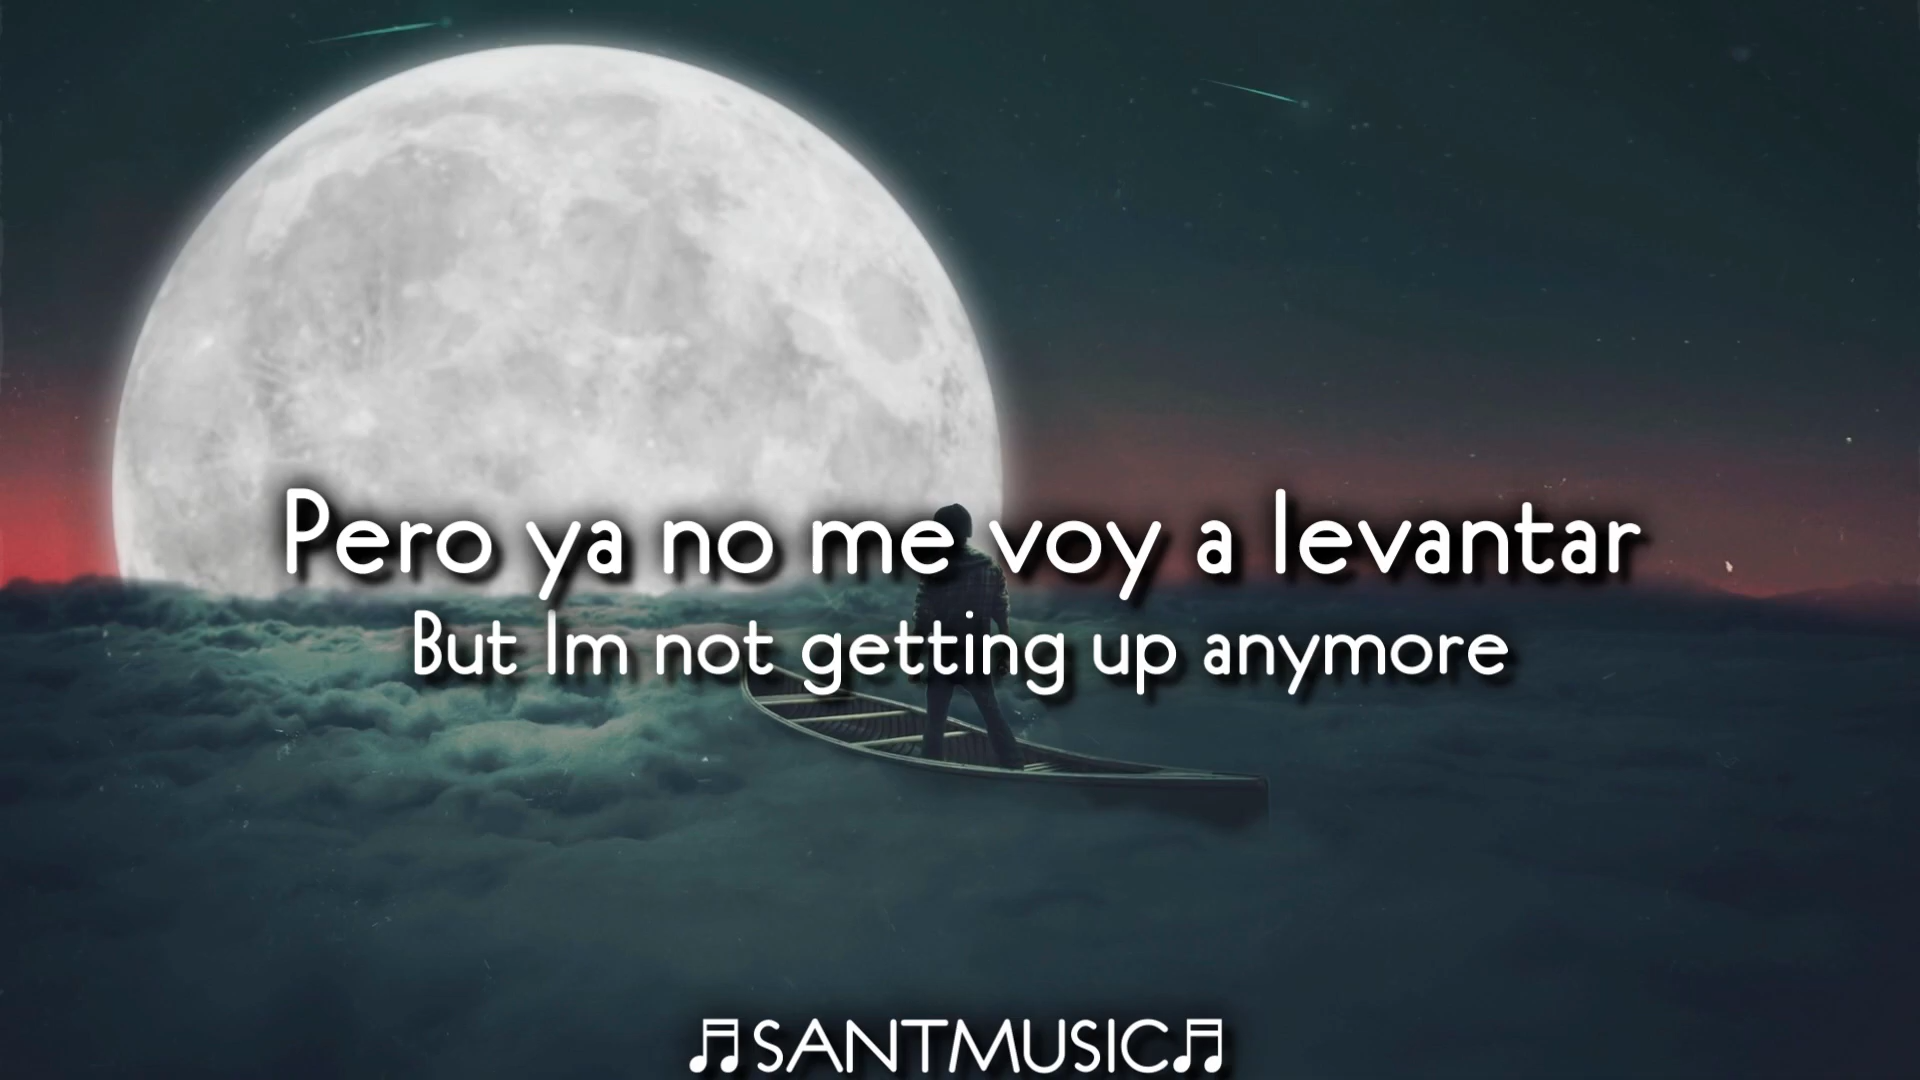 Pero ya no me voy a levantar
But Im not getting up anymore
♬SANTMUSIC♬